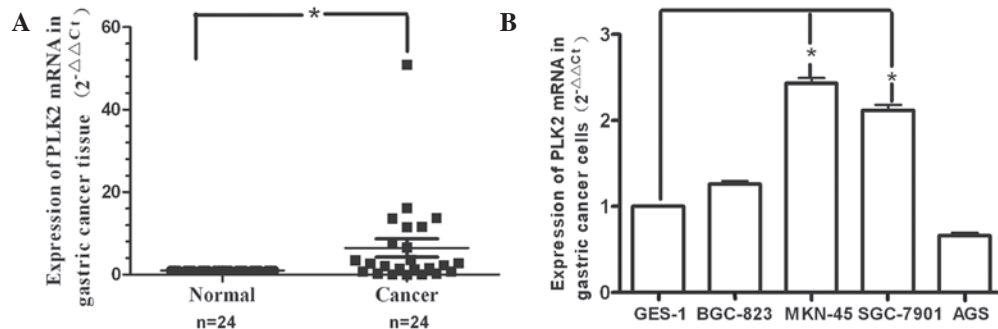 A
Expression of PLK2 mRNA in
gastric cancer tissue (2^-△△Ct)
60
40
20
0
*
Normal
Cancer
n=24
n=24
B
Expression of PLK2 mRNA in
gastric cancer cells (2^-△△Ct)
3
2
1
0
*
*
GES-1 BGC-823 MKN-45 SGC-7901 AGS